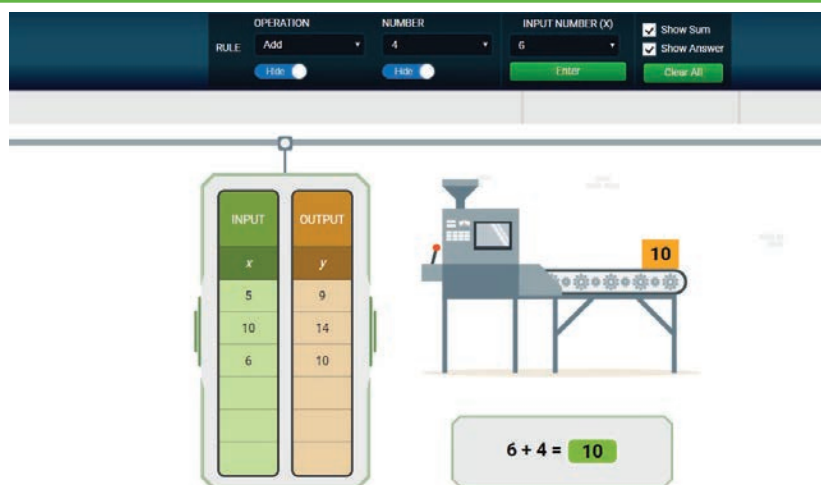 OPERATION NUMBER INPUT NUMBER (X)
Show Sum
RULE Add 4 6
Show Answer
Hide Hide Enter Clear All
INPUT OUTPUT
x y
5 9
10 14
6 10
10
6 + 4 = 10